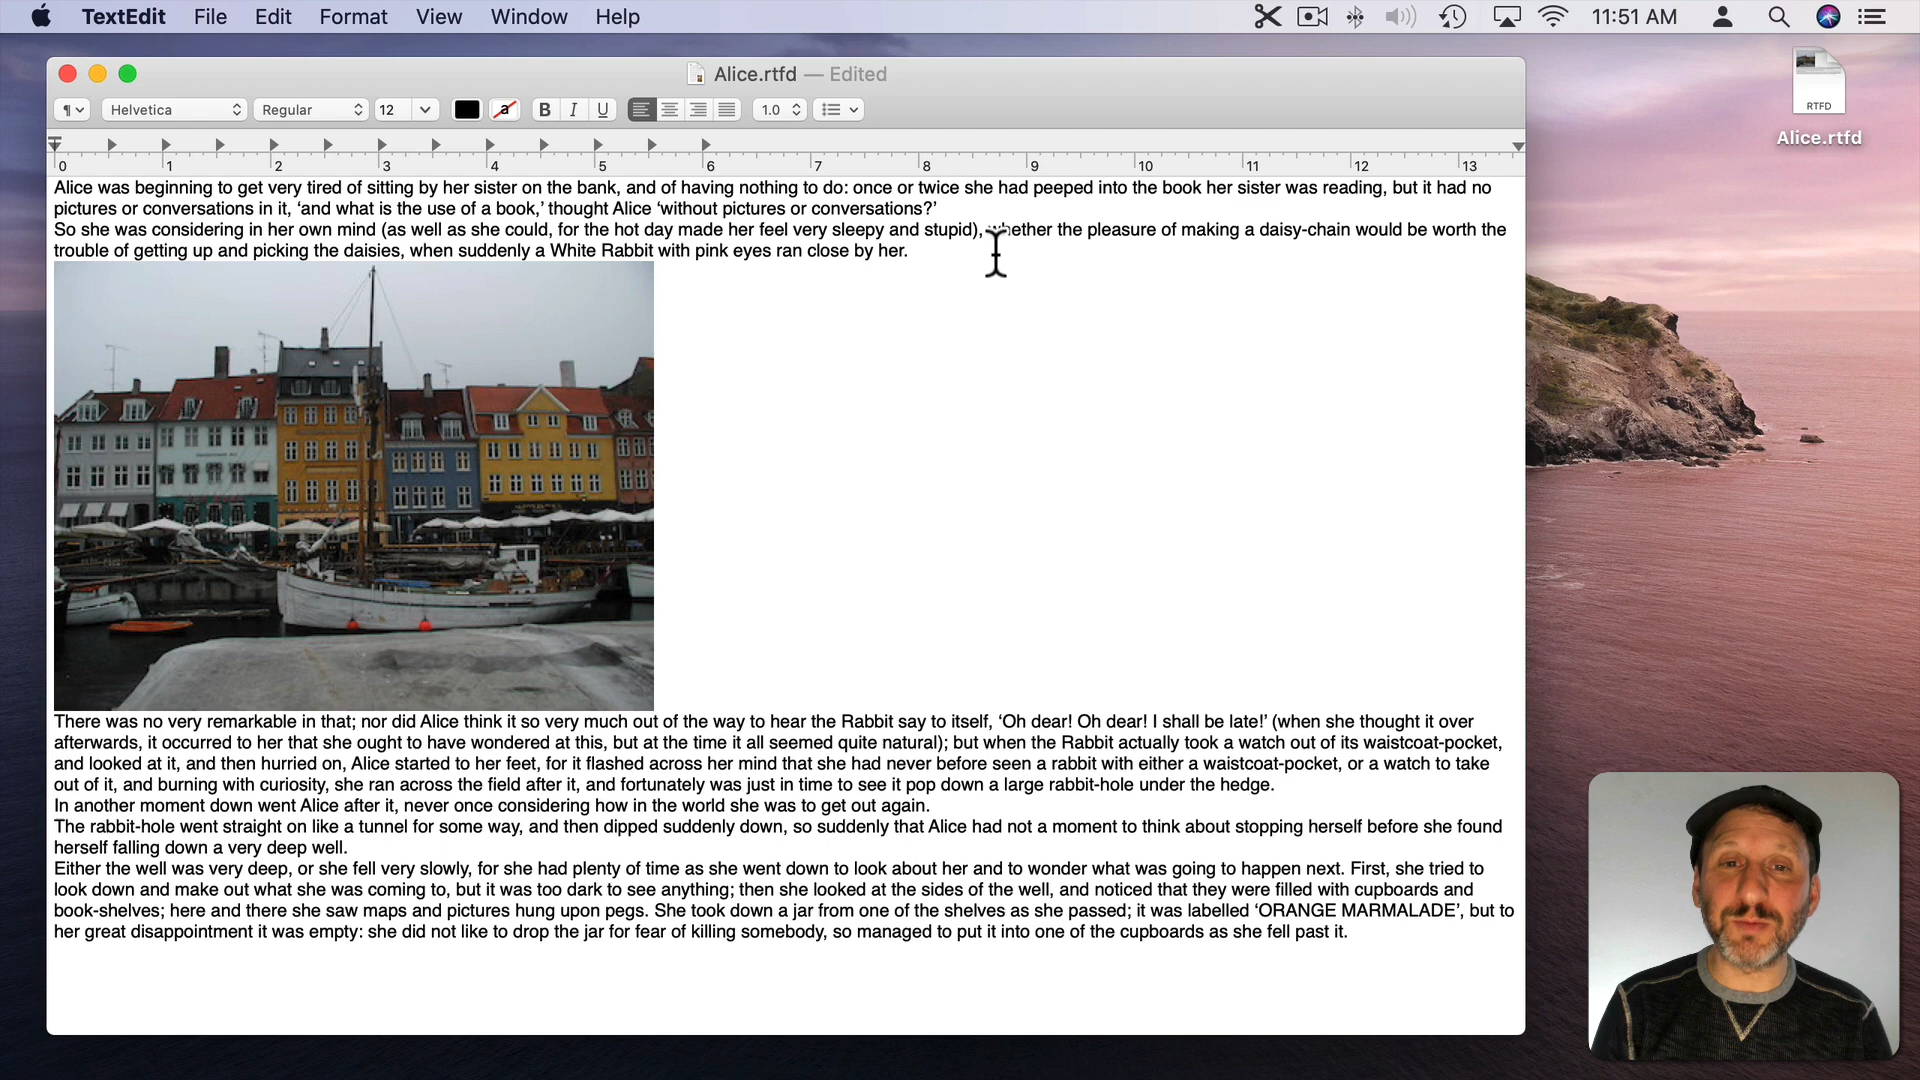 TextEdit File Edit Format View Window Help 11:51 AM
Alice.rtfd — Edited
RTFD
Alice.rtfd
¶ Helvetica Regular 12 a B I U 1.0
0 1 2 3 4 5 6 7 8 9 10 11 12 13
Alice was beginning to get very tired of sitting by her sister on the bank, and of having nothing to do: once or twice she had peeped into the book her sister was reading, but it had no
pictures or conversations in it, ‘and what is the use of a book,’ thought Alice ‘without pictures or conversations?’
So she was considering in her own mind (as well as she could, for the hot day made her feel very sleepy and stupid), whether the pleasure of making a daisy-chain would be worth the
trouble of getting up and picking the daisies, when suddenly a White Rabbit with pink eyes ran close by her.
There was no very remarkable in that; nor did Alice think it so very much out of the way to hear the Rabbit say to itself, ‘Oh dear! Oh dear! I shall be late!’ (when she thought it over
afterwards, it occurred to her that she ought to have wondered at this, but at the time it all seemed quite natural); but when the Rabbit actually took a watch out of its waistcoat-pocket,
and looked at it, and then hurried on, Alice started to her feet, for it flashed across her mind that she had never before seen a rabbit with either a waistcoat-pocket, or a watch to take
out of it, and burning with curiosity, she ran across the field after it, and fortunately was just in time to see it pop down a large rabbit-hole under the hedge.
In another moment down went Alice after it, never once considering how in the world she was to get out again.
The rabbit-hole went straight on like a tunnel for some way, and then dipped suddenly down, so suddenly that Alice had not a moment to think about stopping herself before she found
herself falling down a very deep well.
Either the well was very deep, or she fell very slowly, for she had plenty of time as she went down to look about her and to wonder what was going to happen next. First, she tried to
look down and make out what she was coming to, but it was too dark to see anything; then she looked at the sides of the well, and noticed that they were filled with cupboards and
book-shelves; here and there she saw maps and pictures hung upon pegs. She took down a jar from one of the shelves as she passed; it was labelled ‘ORANGE MARMALADE’, but to
her great disappointment it was empty: she did not like to drop the jar for fear of killing somebody, so managed to put it into one of the cupboards as she fell past it.